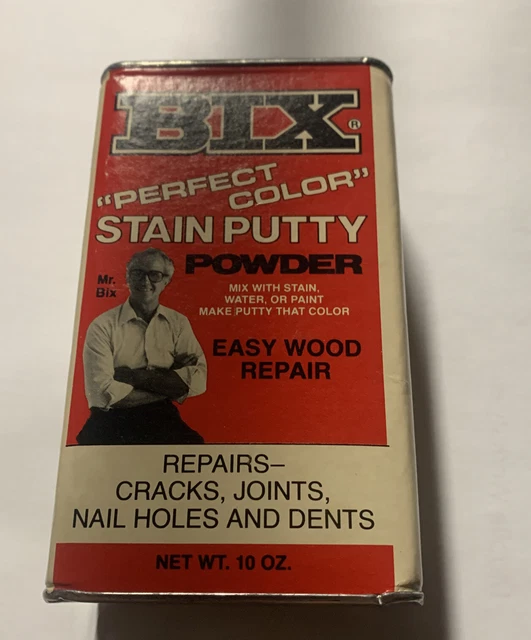 BIX®
"PERFECT
COLOR"
STAIN PUTTY
POWDER
Mr.
Bix
MIX WITH STAIN,
WATER, OR PAINT
MAKE PUTTY THAT COLOR
EASY WOOD
REPAIR
REPAIRS–
CRACKS, JOINTS,
NAIL HOLES AND DENTS
NET WT. 10 OZ.